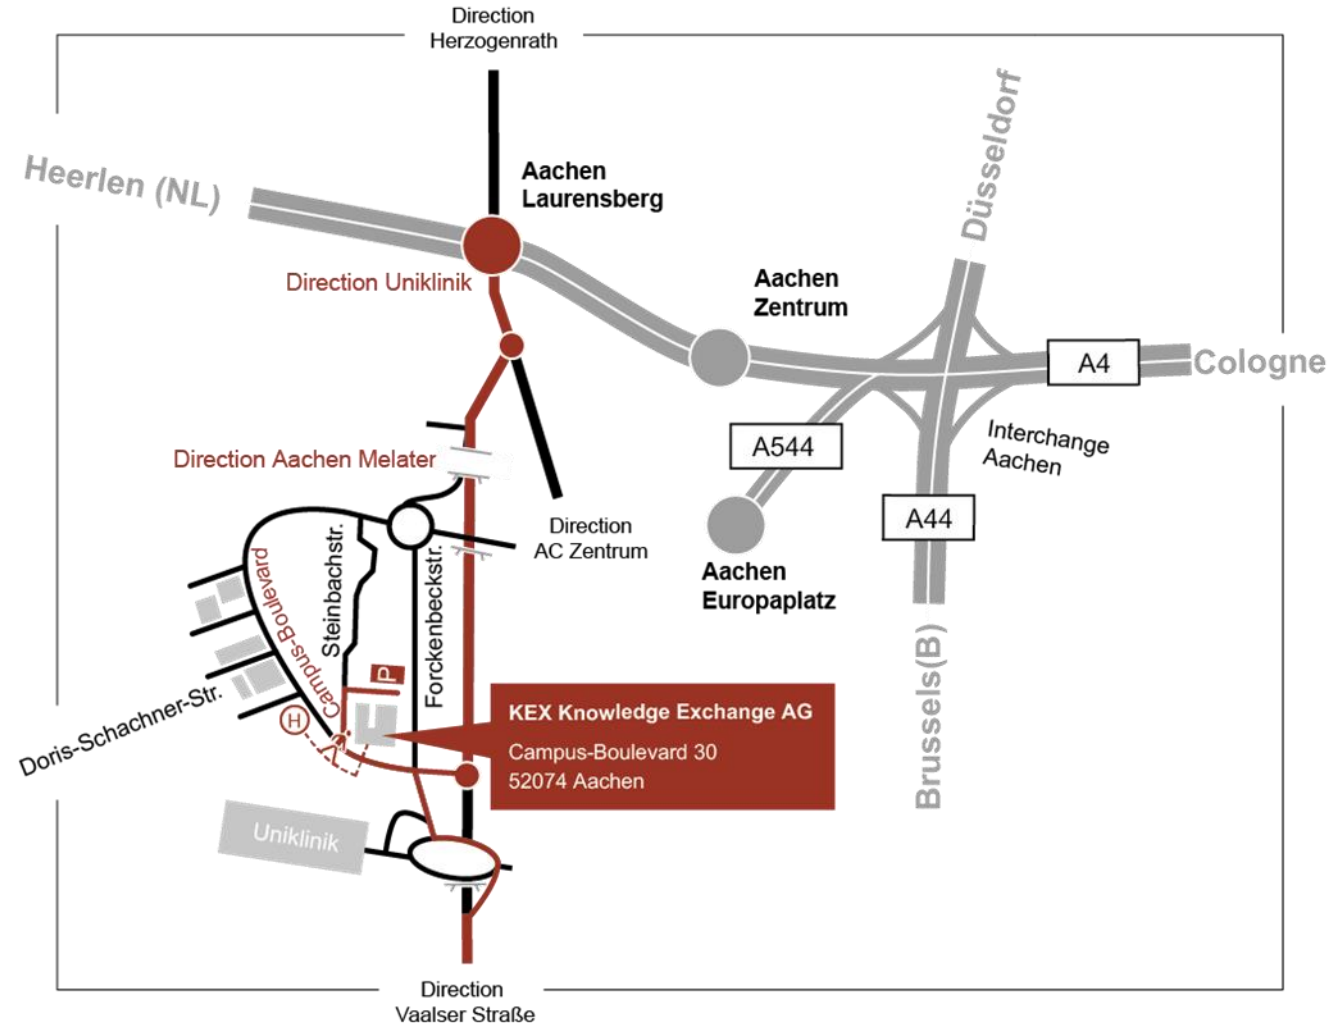 Direction
Herzogenrath
Heerlen (NL)
Aachen
Laurensberg
Düsseldorf
Direction Uniklinik
Aachen
Zentrum
A4
Cologne
Interchange
Aachen
A544
A44
Direction Aachen Melater
Direction
AC Zentrum
Aachen
Europaplatz
Brussels(B)
Steinbachstr.
Forckenbeckstr.
Campus-Boulevard
P
H
Doris-Schachner-Str.
KEX Knowledge Exchange AG
Campus-Boulevard 30
52074 Aachen
Uniklinik
Direction
Vaalser Straße